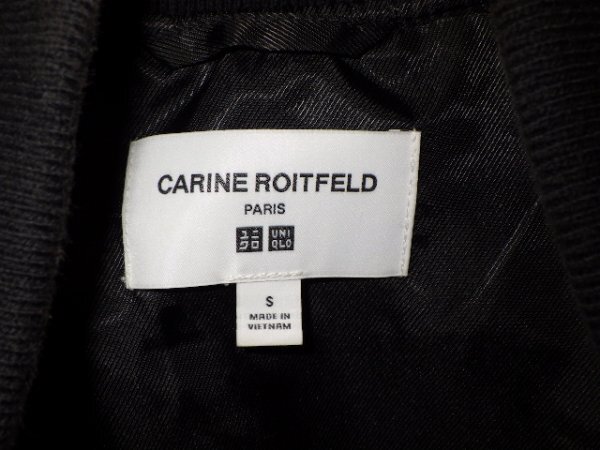 CARINE ROITFELD
PARIS
ユニ UNI
クロ QLO
S
MADE IN
VIETNAM